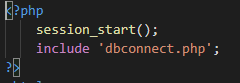 <?php
session_start();
include 'dbconnect.php';
?>